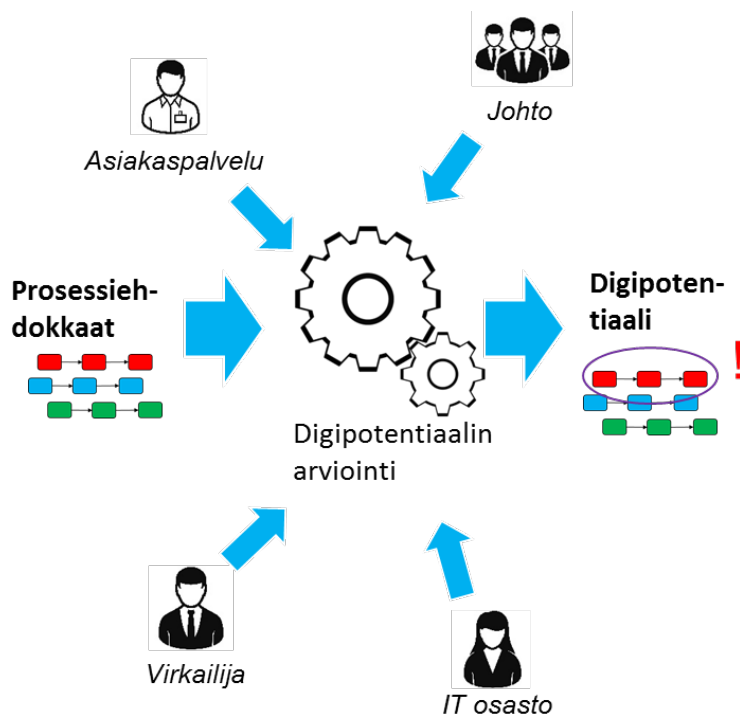 Johto
Asiakaspalvelu
Prosessieh-
dokkaat
Digipoten-
tiaali
!
Digipotentiaalin
arviointi
Virkailija
IT osasto